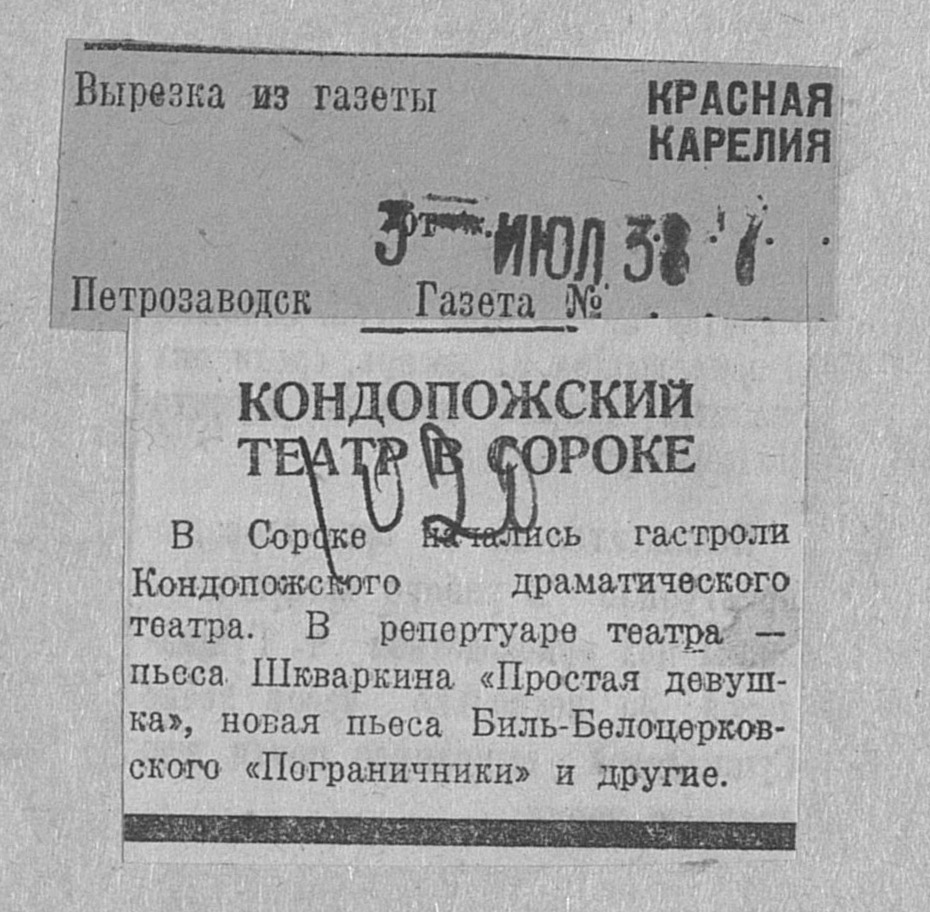 Вырезка из газеты
КРАСНАЯ
КАРЕЛИЯ
от
ИЮЛ 38
Петрозаводск Газета №
КОНДОПОЖСКИЙ
ТЕАТР В СОРОКЕ
В Сороке начались гастроли
Кондопожского драматического
театра. В репертуаре театра —
пьеса Шкваркина «Простая девуш-
ка», новая пьеса Биль-Белоцерков-
ского «Пограничники» и другие.